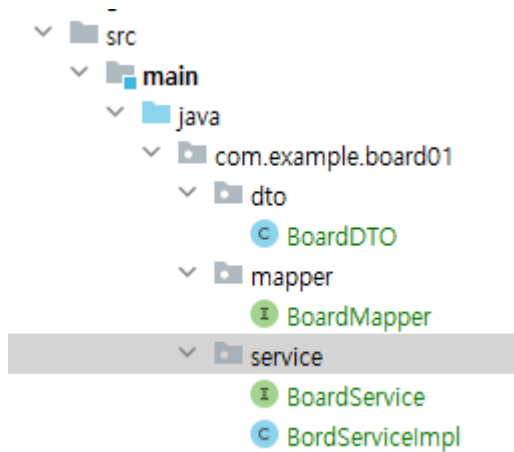 src
main
java
com.example.board01
dto
C BoardDTO
mapper
I BoardMapper
service
I BoardService
C BordServiceImpl